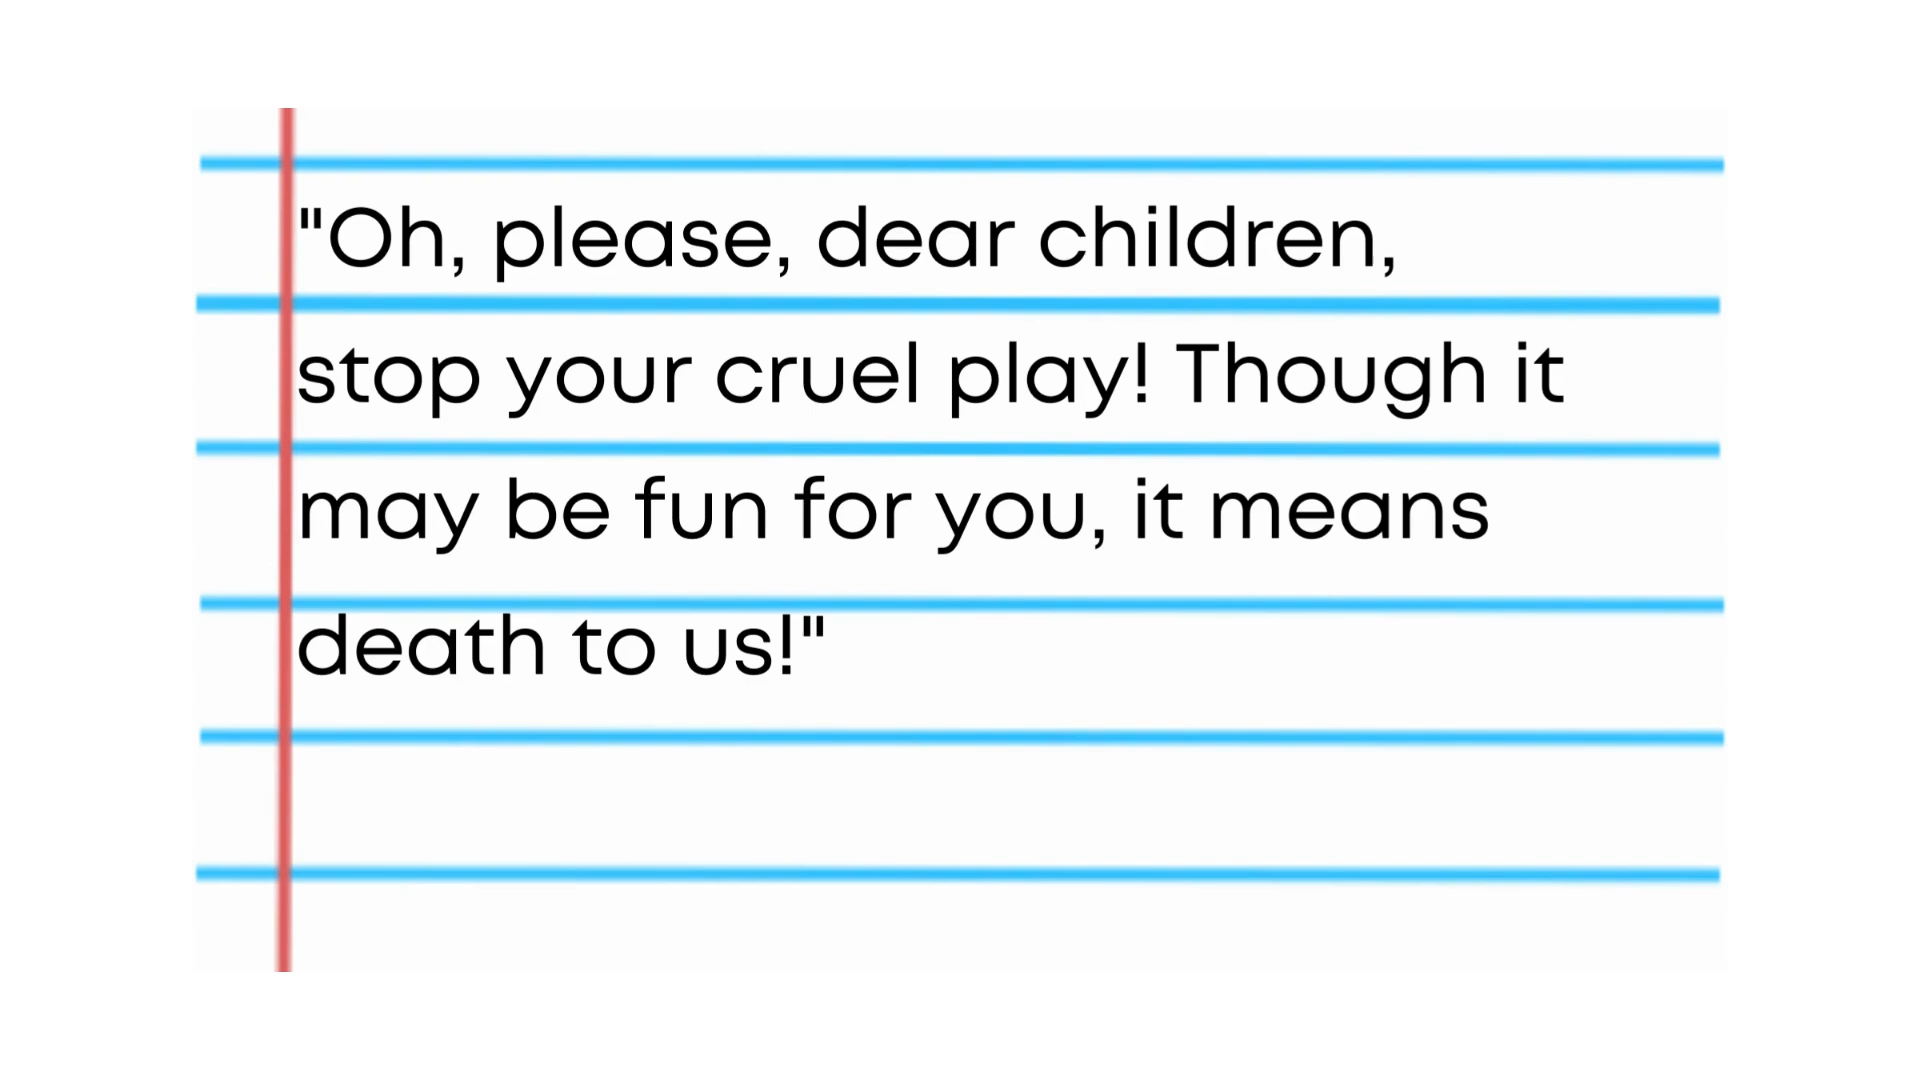 "Oh, please, dear children,
stop your cruel play! Though it
may be fun for you, it means
death to us!"